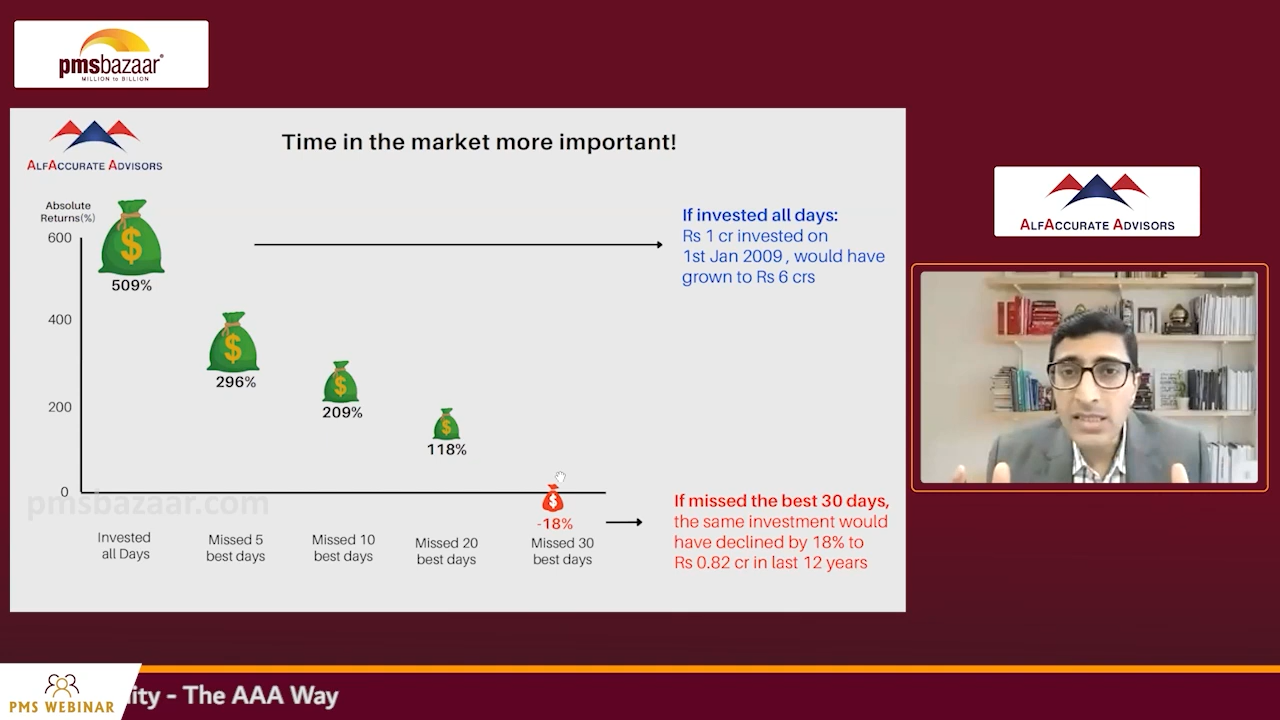 pmsbazaar
MILLION to BILLION
ALFACCURATE ADVISORS
Time in the market more important!
Absolute
Returns(%)
600
400
200
0
509%
296%
209%
118%
-18%
Invested
all Days
Missed 5
best days
Missed 10
best days
Missed 20
best days
Missed 30
best days
If invested all days:
Rs 1 cr invested on
1st Jan 2009 , would have
grown to Rs 6 crs
If missed the best 30 days,
the same investment would
have declined by 18% to
Rs 0.82 cr in last 12 years
pmsbazaar.com
ALFACCURATE ADVISORS
PMS WEBINAR
ity - The AAA Way